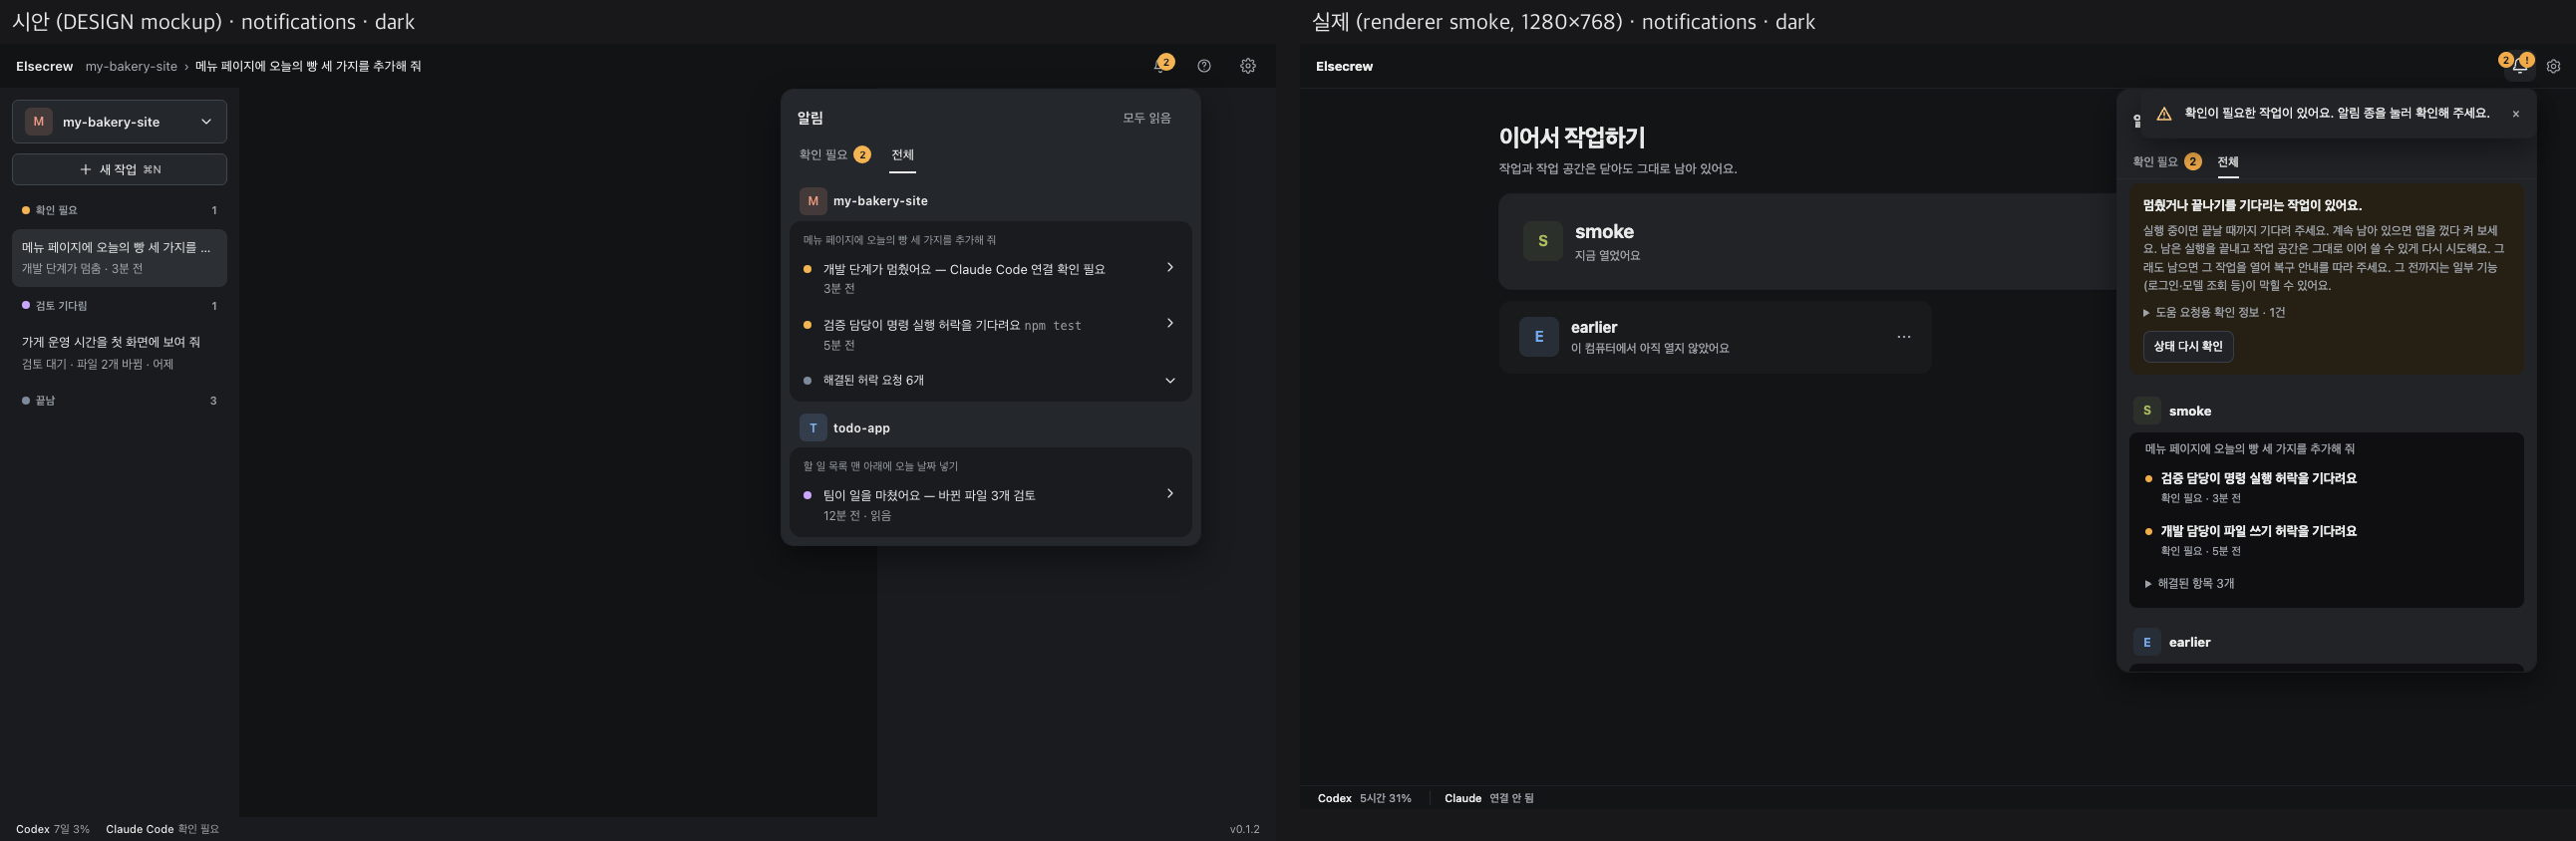 시안 (DESIGN mockup) · notifications · dark
Elsecrew my-bakery-site › 메뉴 페이지에 오늘의 빵 세 가지를 추가해 줘
2
M my-bakery-site
+ 새 작업 ⌘N
확인 필요 1
메뉴 페이지에 오늘의 빵 세 가지를 ...
개발 단계가 멈춤 · 3분 전
검토 기다림 1
가게 운영 시간을 첫 화면에 보여 줘
검토 대기 · 파일 2개 바뀜 · 어제
끝남 3
알림 모두 읽음
확인 필요 2 전체
M my-bakery-site
메뉴 페이지에 오늘의 빵 세 가지를 추가해 줘
개발 단계가 멈췄어요 — Claude Code 연결 확인 필요
3분 전
검증 담당이 명령 실행 허락을 기다려요 npm test
5분 전
해결된 허락 요청 6개
T todo-app
할 일 목록 맨 아래에 오늘 날짜 넣기
팀이 일을 마쳤어요 — 바뀐 파일 3개 검토
12분 전 · 읽음
Codex 7일 3% Claude Code 확인 필요
v0.1.2
실제 (renderer smoke, 1280×768) · notifications · dark
Elsecrew
2 !
이어서 작업하기
작업과 작업 공간은 닫아도 그대로 남아 있어요.
S smoke
지금 열었어요
E earlier
이 컴퓨터에서 아직 열지 않았어요
...
확인이 필요한 작업이 있어요. 알림 종을 눌러 확인해 주세요. ×
확인 필요 2 전체
멈췄거나 끝나기를 기다리는 작업이 있어요.
실행 중이면 끝날 때까지 기다려 주세요. 계속 남아 있으면 앱을 껐다 켜 보세
요. 남은 실행을 끝내고 작업 공간은 그대로 이어 쓸 수 있게 다시 시도해요. 그
래도 남으면 그 작업을 열어 복구 안내를 따라 주세요. 그 전까지는 일부 기능
(로그인·모델 조회 등)이 막힐 수 있어요.
▶ 도움 요청용 확인 정보 · 1건
상태 다시 확인
S smoke
메뉴 페이지에 오늘의 빵 세 가지를 추가해 줘
검증 담당이 명령 실행 허락을 기다려요
확인 필요 · 3분 전
개발 담당이 파일 쓰기 허락을 기다려요
확인 필요 · 5분 전
▶ 해결된 항목 3개
E earlier
Codex 5시간 31% Claude 연결 안 됨